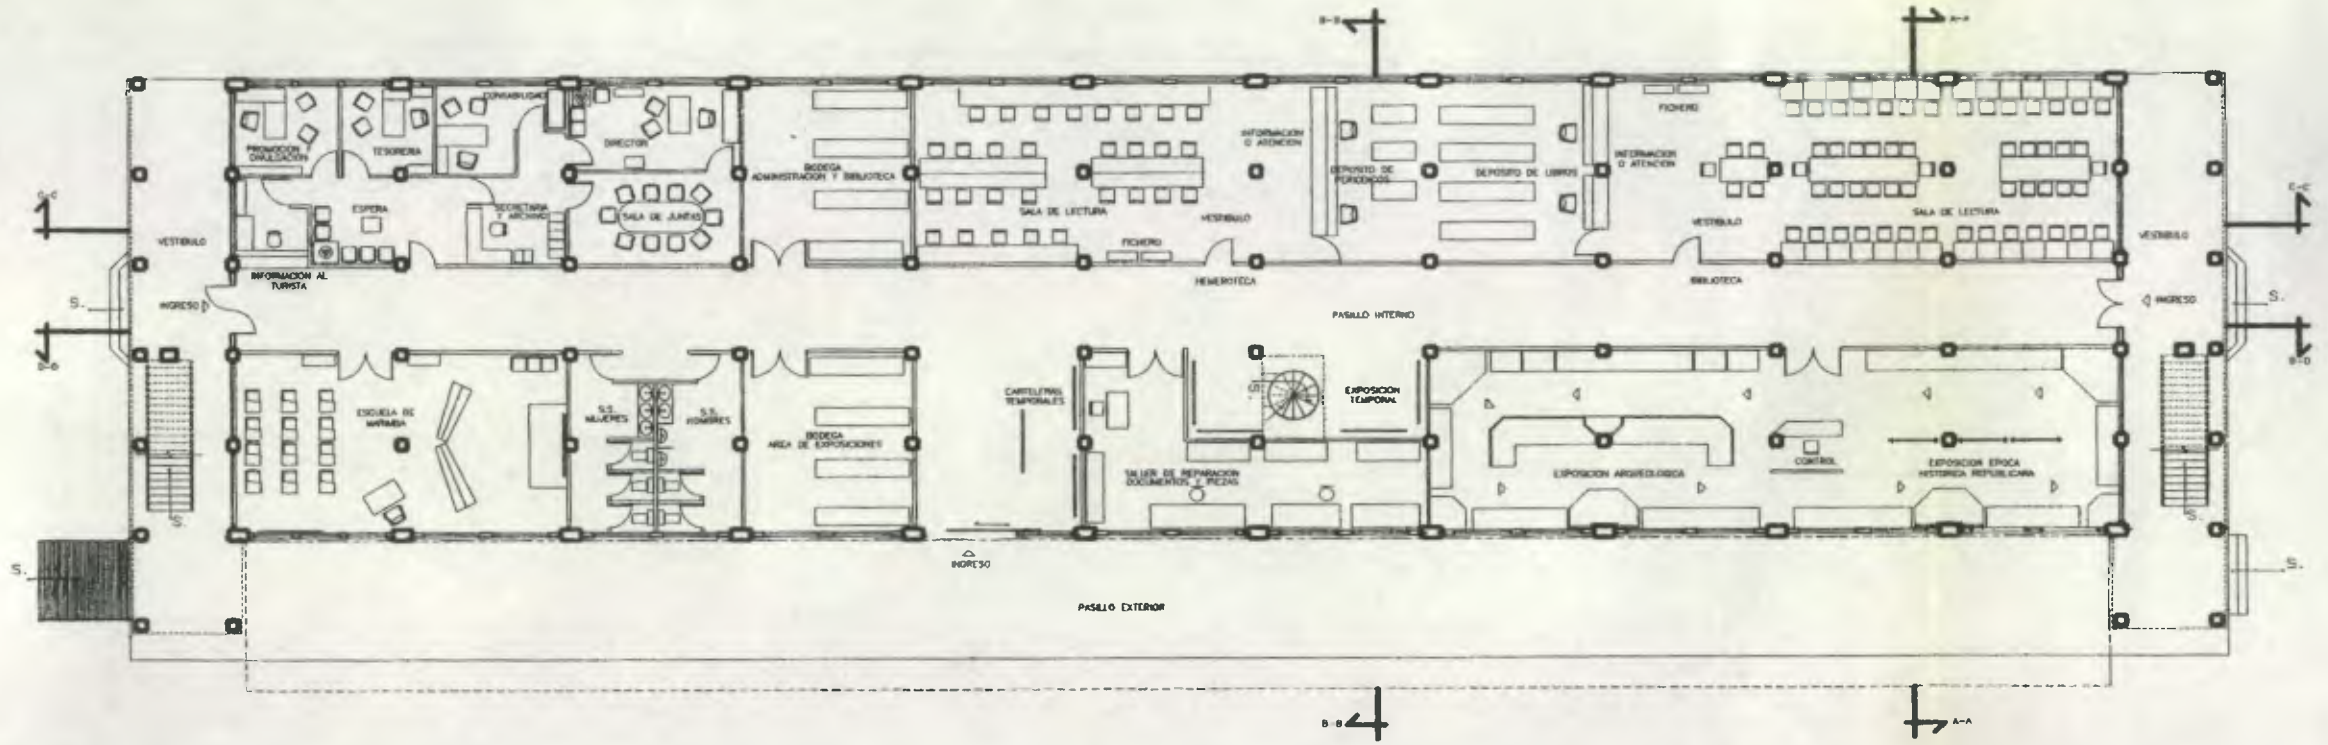 B-B
A-A
CONTABILIDAD
PROMOCION
DIVULGACION
TESORERIA
DIRECTOR
BODEGA
ADMINISTRACION Y BIBLIOTECA
INFORMACION
O ATENCION
DEPOSITO DE
PERIODICOS
DEPOSITO DE LIBROS
FICHERO
INFORMACION
O ATENCION
C-C
C-C
ESPERA
SECRETARIA
Y ARCHIVO
SALA DE JUNTAS
SALA DE LECTURA
VESTIBULO
VESTIBULO
SALA DE LECTURA
VESTIBULO
VESTIBULO
FICHERO
INFORMACION AL
TURISTA
HEMEROTECA
BIBLIOTECA
S.
INGRESO
PASILLO INTERNO
INGRESO
S.
D-D
ESCUELA DE
MARIMBA
S.S.
MUJERES
S.S.
HOMBRES
BODEGA
AREA DE EXPOSICIONES
CARTELERAS
TEMPORALES
S
EXPOSICION
TEMPORAL
TALLER DE REPARACION
DOCUMENTOS Y PIEZAS
EXPOSICION ARQUEOLOGICA
CONTROL
EXPOSICION EPOCA
HISTORICA REPUBLICANA
S
S
S.
INGRESO
S.
PASILLO EXTERIOR
B-B
A-A